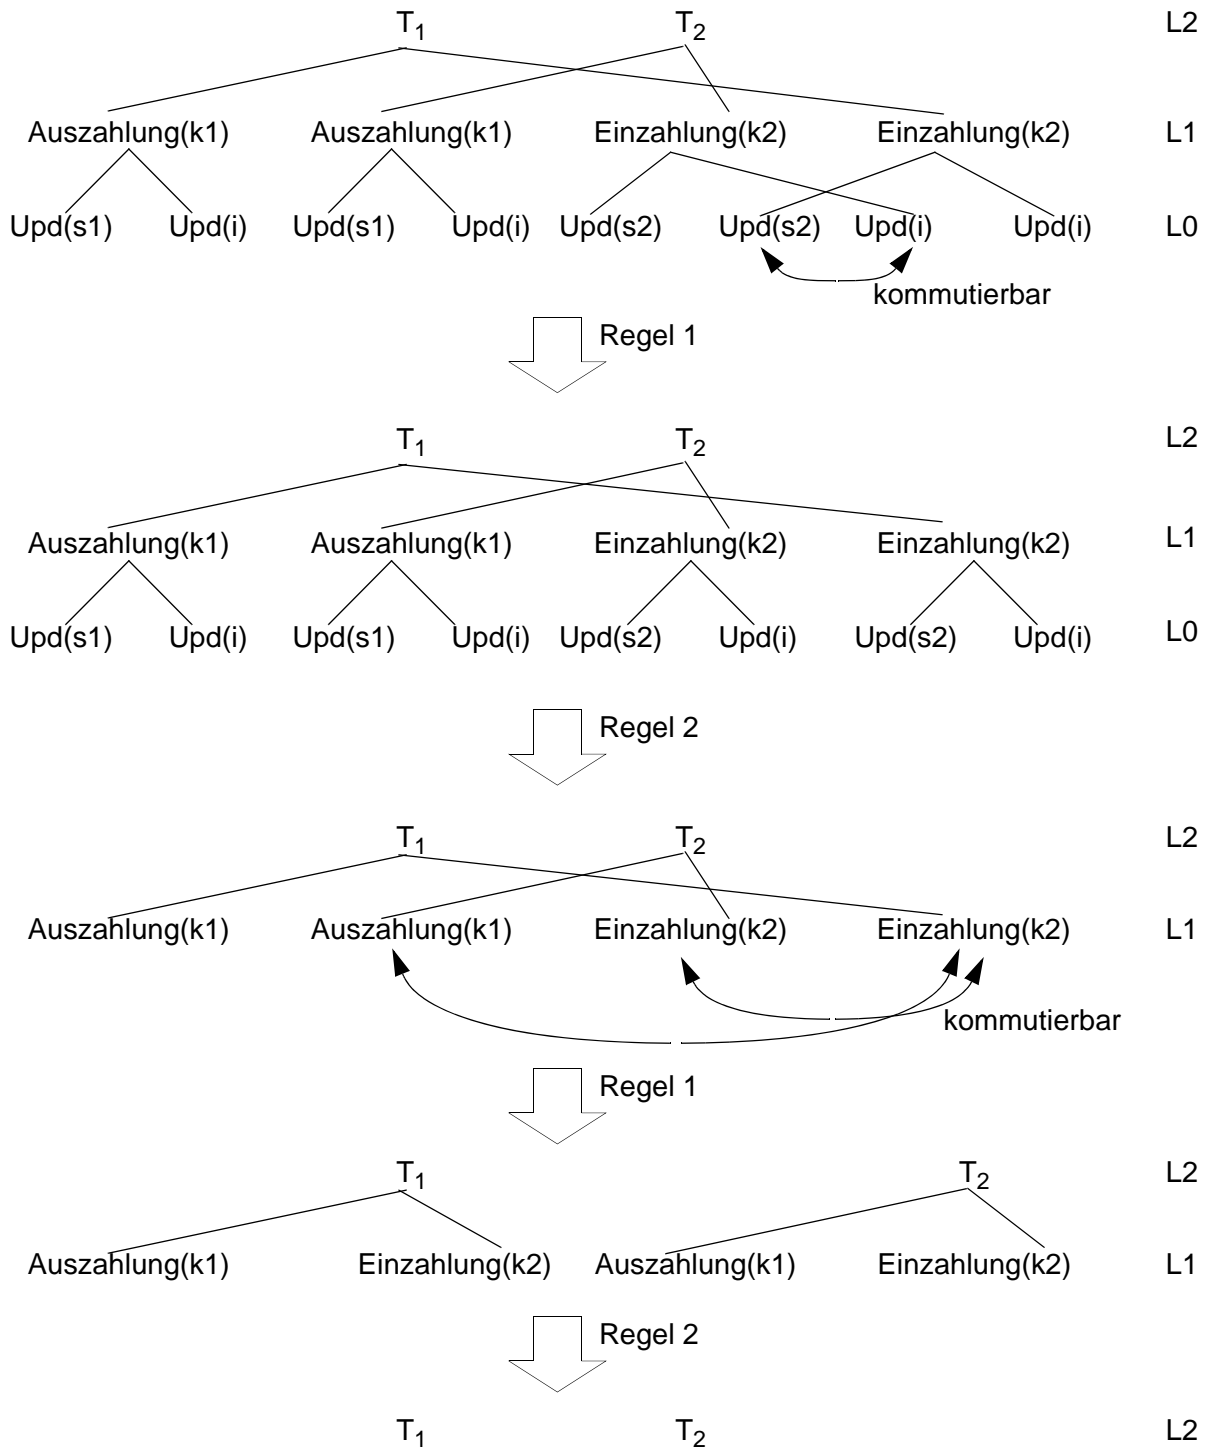 T1 T2 L2
Auszahlung(k1) Auszahlung(k1) Einzahlung(k2) Einzahlung(k2) L1
Upd(s1) Upd(i) Upd(s1) Upd(i) Upd(s2) Upd(s2) Upd(i) Upd(i) L0
kommutierbar
Regel 1
T1 T2 L2
Auszahlung(k1) Auszahlung(k1) Einzahlung(k2) Einzahlung(k2) L1
Upd(s1) Upd(i) Upd(s1) Upd(i) Upd(s2) Upd(i) Upd(s2) Upd(i) L0
Regel 2
T1 T2 L2
Auszahlung(k1) Auszahlung(k1) Einzahlung(k2) Einzahlung(k2) L1
kommutierbar
Regel 1
T1 T2 L2
Auszahlung(k1) Einzahlung(k2) Auszahlung(k1) Einzahlung(k2) L1
Regel 2
T1 T2 L2